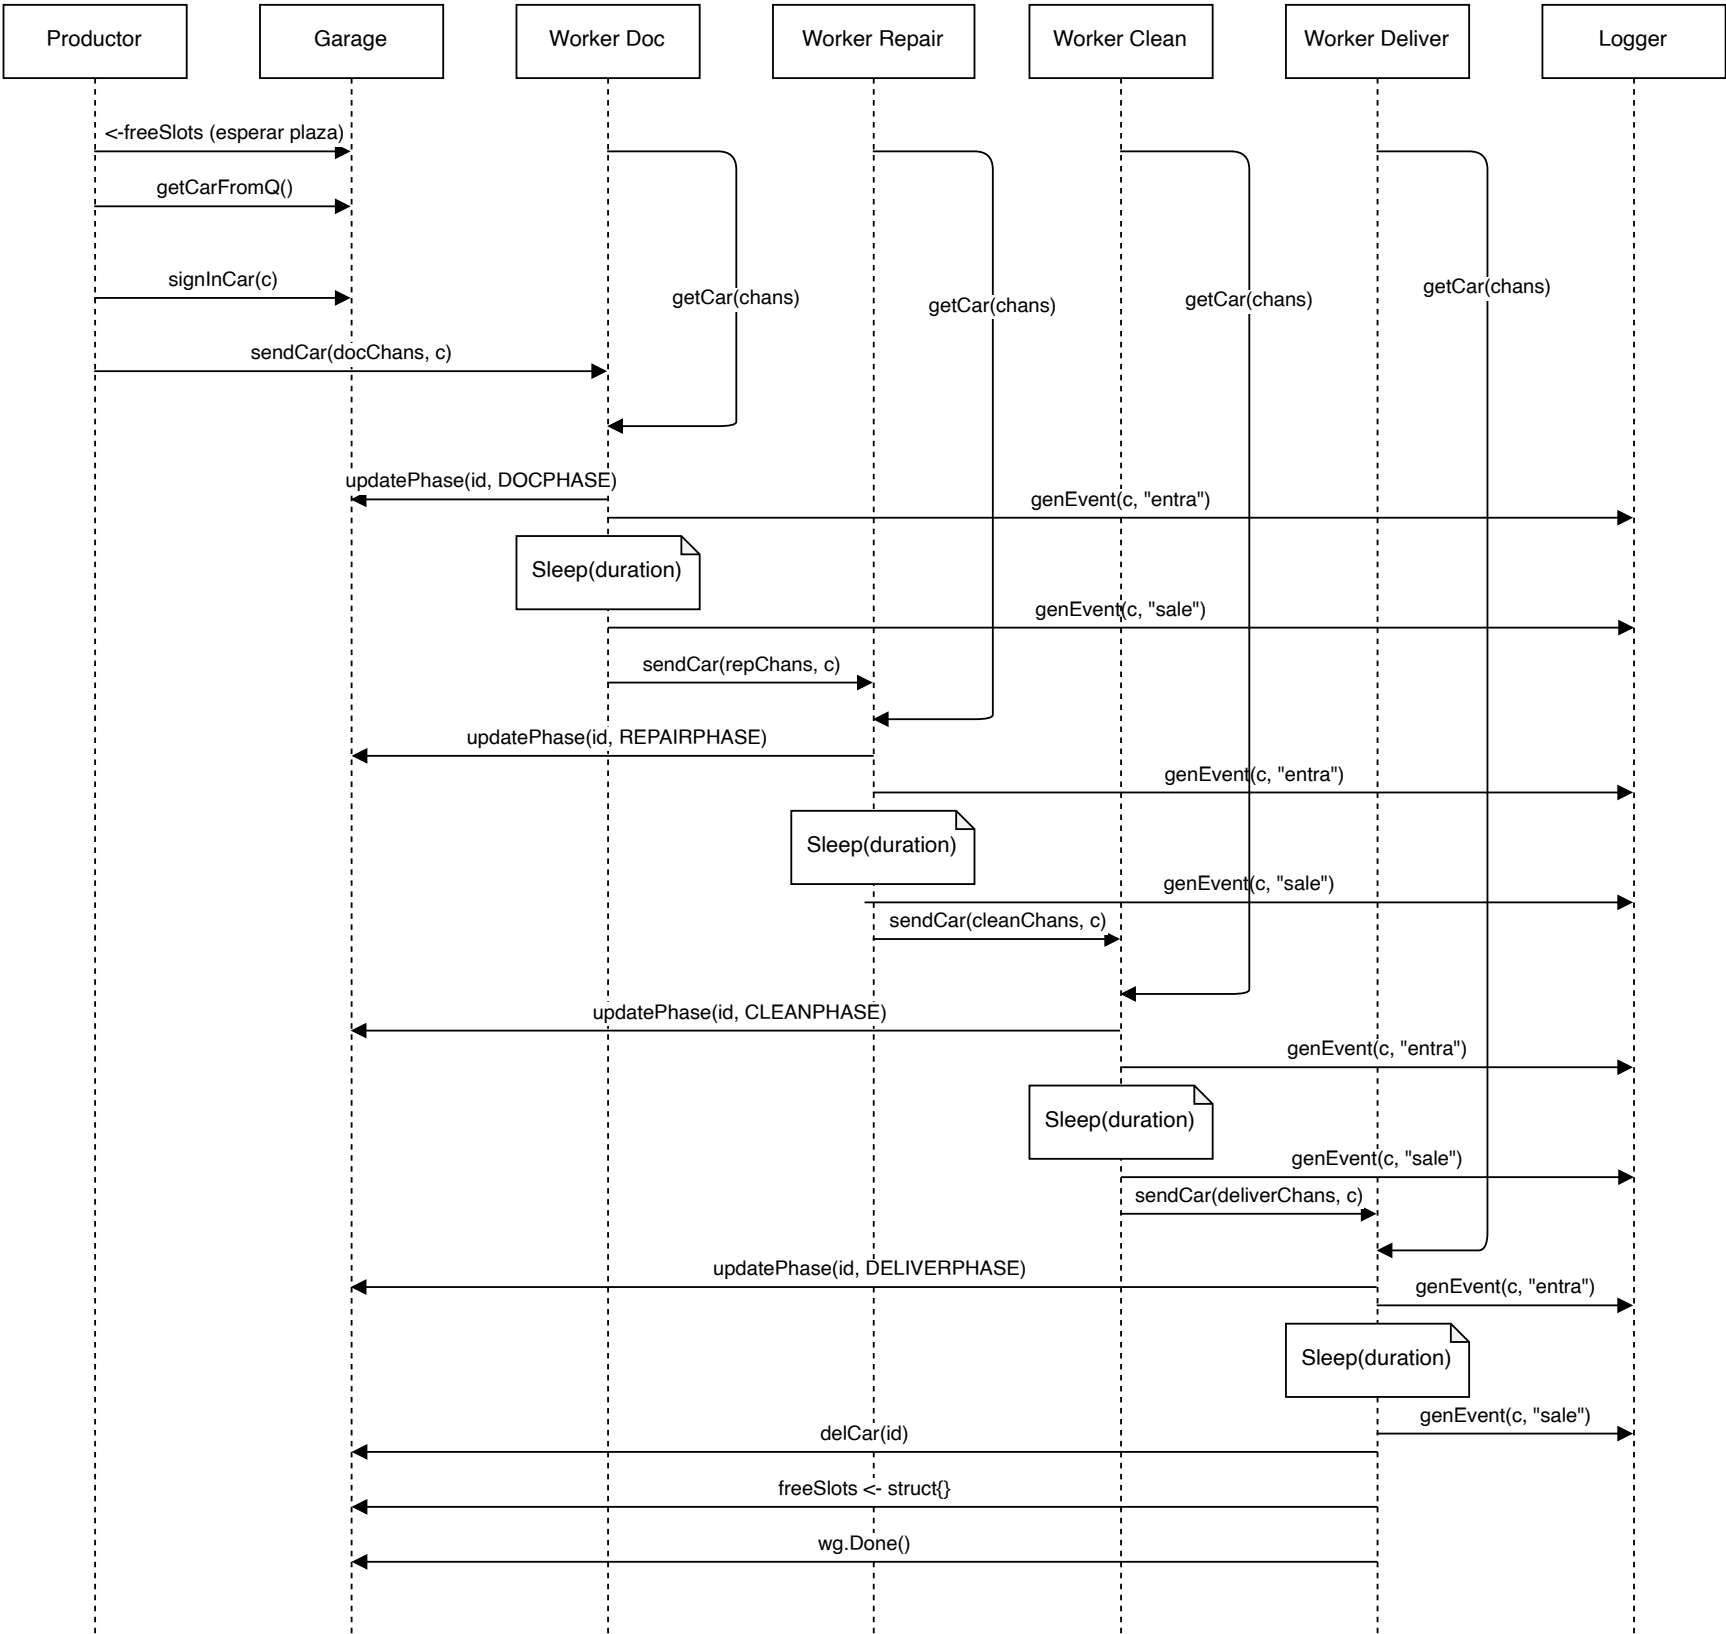 Productor
Garage
Worker Doc
Worker Repair
Worker Clean
Worker Deliver
Logger
<-freeSlots (esperar plaza)
getCarFromQ()
signInCar(c)
getCar(chans)
getCar(chans)
getCar(chans)
getCar(chans)
sendCar(docChans, c)
updatePhase(id, DOCPHASE)
genEvent(c, "entra")
Sleep(duration)
genEvent(c, "sale")
sendCar(repChans, c)
updatePhase(id, REPAIRPHASE)
genEvent(c, "entra")
Sleep(duration)
genEvent(c, "sale")
sendCar(cleanChans, c)
updatePhase(id, CLEANPHASE)
genEvent(c, "entra")
Sleep(duration)
genEvent(c, "sale")
sendCar(deliverChans, c)
updatePhase(id, DELIVERPHASE)
genEvent(c, "entra")
Sleep(duration)
genEvent(c, "sale")
delCar(id)
freeSlots <- struct{}
wg.Done()